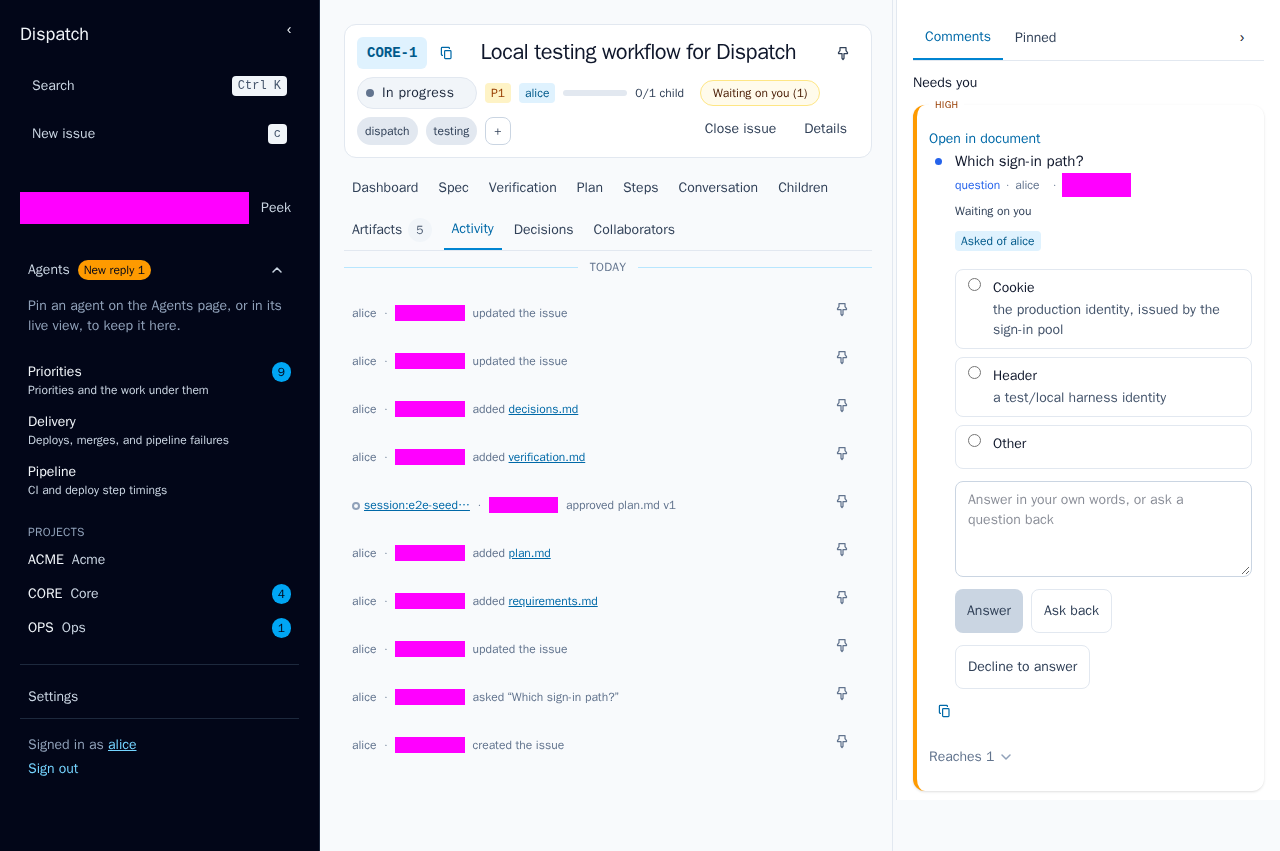 Dispatch
Search
Ctrl K
New issue
C
Peek
Agents
New reply 1
Pin an agent on the Agents page, or in its
live view, to keep it here.
Priorities
9
Priorities and the work under them
Delivery
Deploys, merges, and pipeline failures
Pipeline
CI and deploy step timings
PROJECTS
ACME Acme
CORE Core
4
OPS Ops
1
Settings
Signed in as alice
Sign out
CORE-1
Local testing workflow for Dispatch
In progress
P1
alice
0/1 child
Waiting on you (1)
dispatch
testing
+
Close issue
Details
Dashboard
Spec
Verification
Plan
Steps
Conversation
Children
Artifacts 5
Activity
Decisions
Collaborators
TODAY
alice · updated the issue
alice · updated the issue
alice · added decisions.md
alice · added verification.md
session:e2e-seed… · approved plan.md v1
alice · added plan.md
alice · added requirements.md
alice · updated the issue
alice · asked “Which sign-in path?”
alice · created the issue
Comments
Pinned
Needs you
HIGH
Open in document
Which sign-in path?
question · alice ·
Waiting on you
Asked of alice
Cookie
the production identity, issued by the
sign-in pool
Header
a test/local harness identity
Other
Answer in your own words, or ask a
question back
Answer
Ask back
Decline to answer
Reaches 1